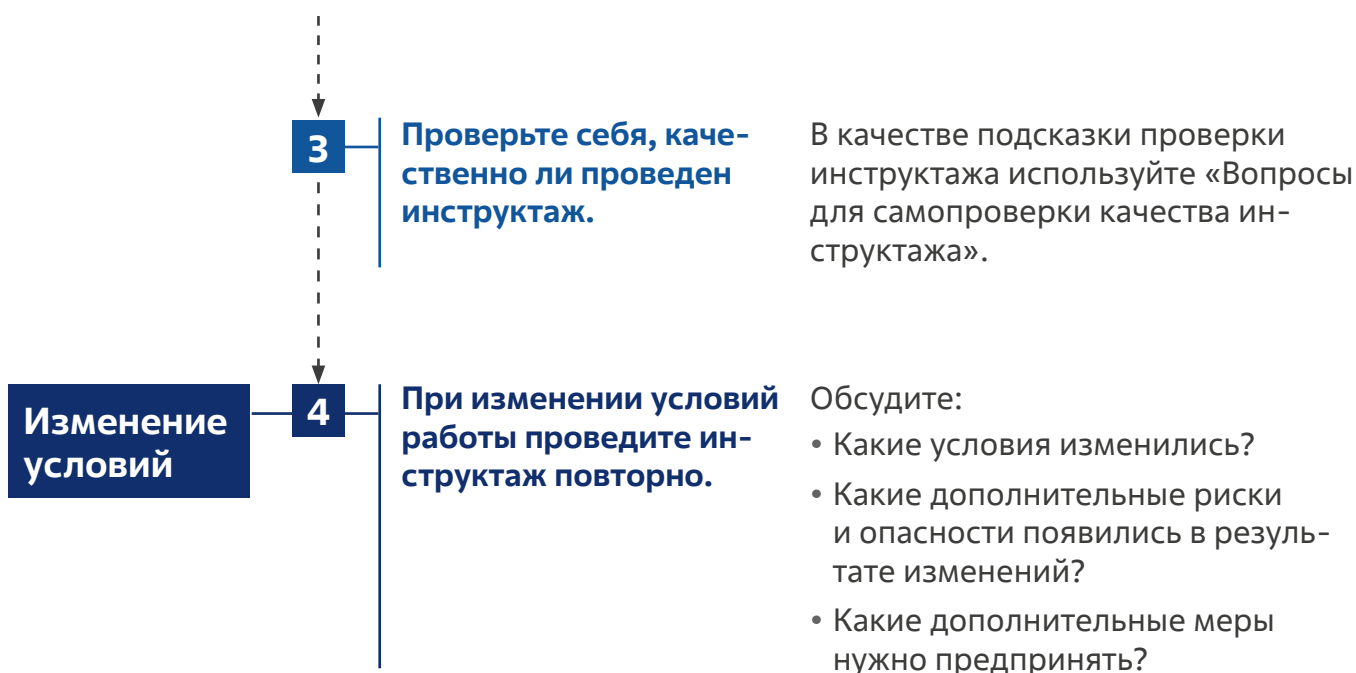 3
Проверьте себя, каче-
ственно ли проведен
инструктаж.
В качестве подсказки проверки
инструктажа используйте «Вопросы
для самопроверки качества ин-
структажа».
Изменение
условий
4
При изменении условий
работы проведите ин-
структаж повторно.
Обсудите:
• Какие условия изменились?
• Какие дополнительные риски
и опасности появились в резуль-
тате изменений?
• Какие дополнительные меры
нужно предпринять?